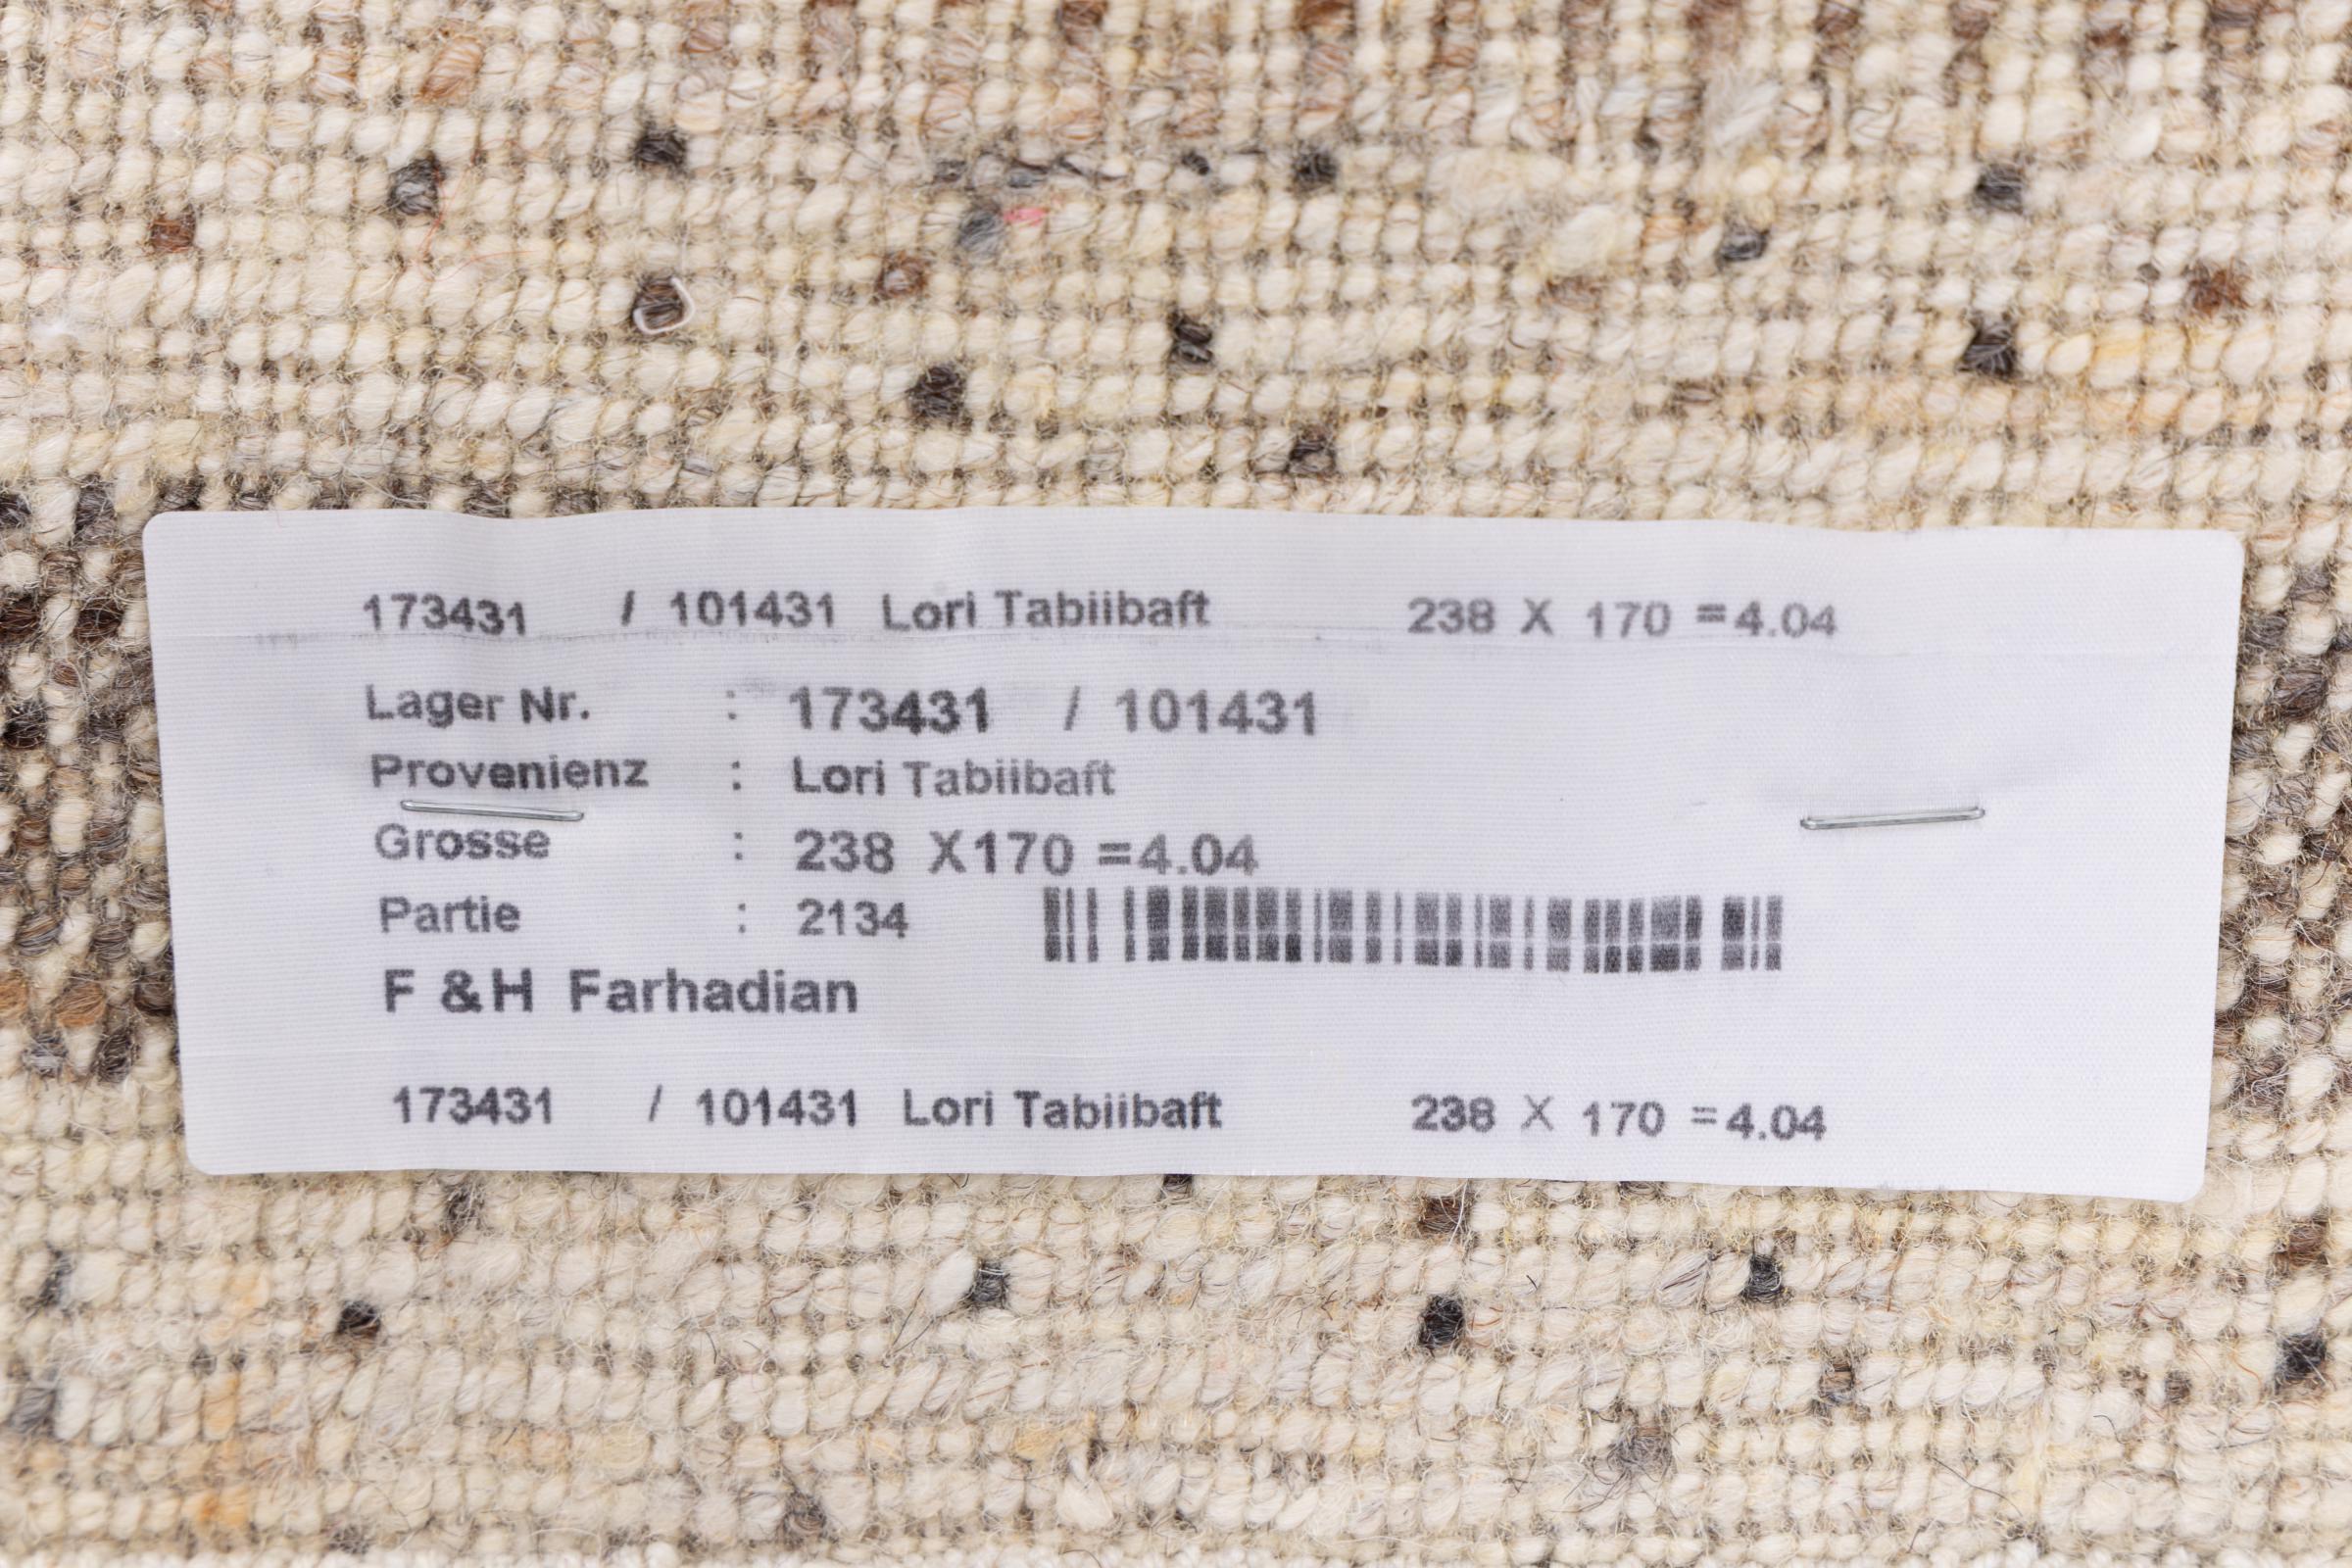 173431 / 101431 Lori Tabiibaft 238 X 170 =4.04
Lager Nr. : 173431 / 101431
Provenienz : Lori Tabiibaft
Grosse : 238 X170 =4.04
Partie : 2134
F &H Farhadian
173431 / 101431 Lori Tabiibaft 238 X 170 =4.04